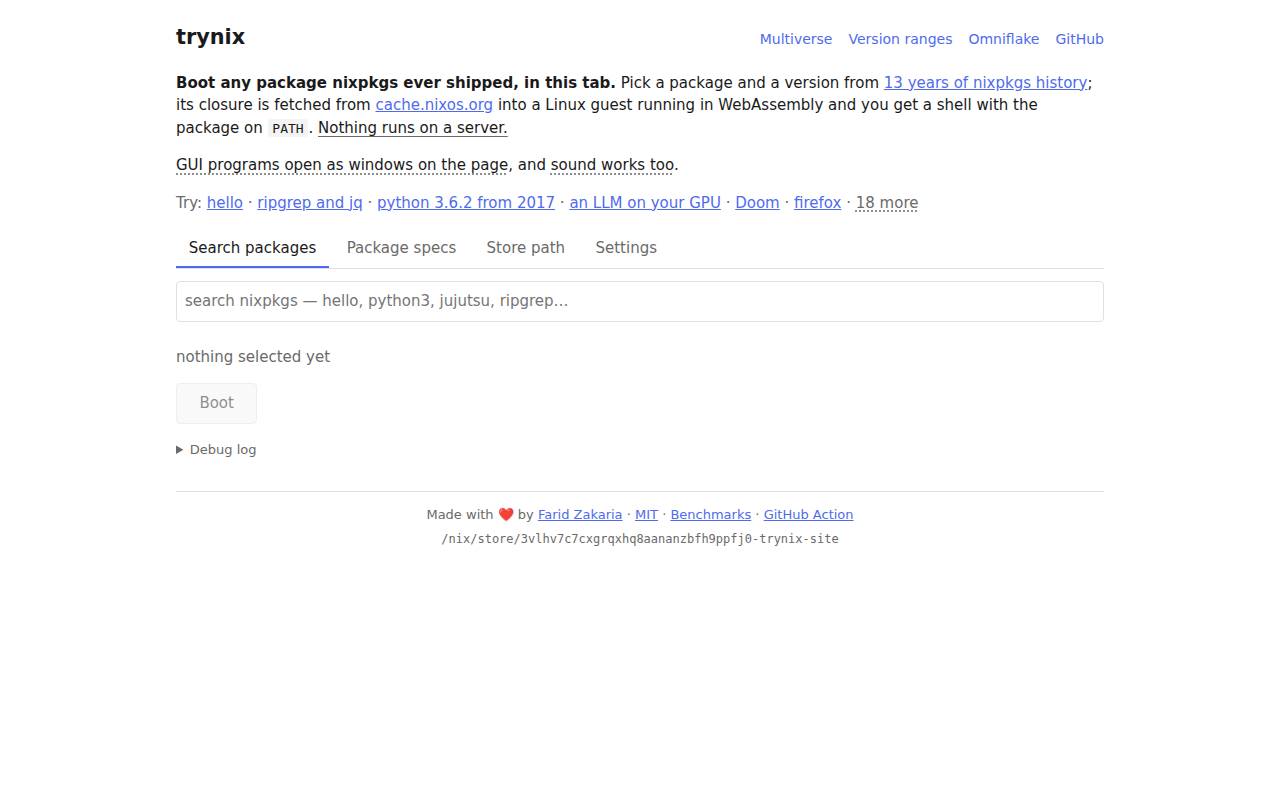 trynix
Multiverse Version ranges Omniflake GitHub
Boot any package nixpkgs ever shipped, in this tab. Pick a package and a version from 13 years of nixpkgs history;
its closure is fetched from cache.nixos.org into a Linux guest running in WebAssembly and you get a shell with the
package on PATH. Nothing runs on a server.
GUI programs open as windows on the page, and sound works too.
Try: hello · ripgrep and jq · python 3.6.2 from 2017 · an LLM on your GPU · Doom · firefox · 18 more
Search packages Package specs Store path Settings
search nixpkgs — hello, python3, jujutsu, ripgrep…
nothing selected yet
Boot
Debug log
Made with ❤️ by Farid Zakaria · MIT · Benchmarks · GitHub Action
/nix/store/3vlhv7c7cxgrqxhq8aananzbfh9ppfj0-trynix-site